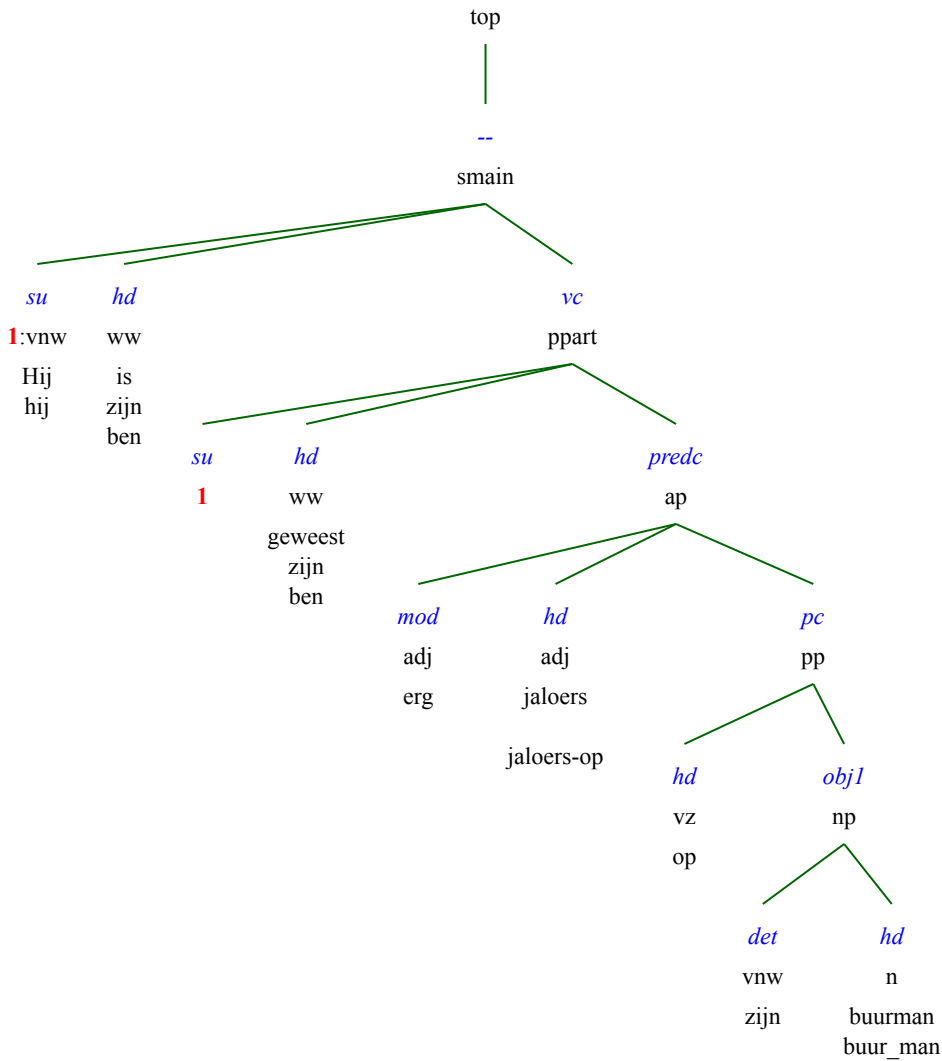 top
--
smain
su hd vc
1:vnw ww ppart
Hij is
hij zijn
ben
su hd predc
1 ww ap
geweest
zijn
ben
mod hd pc
adj adj pp
erg jaloers
jaloers-op
hd obj1
vz np
op
det hd
vnw n
zijn buurman
buur_man